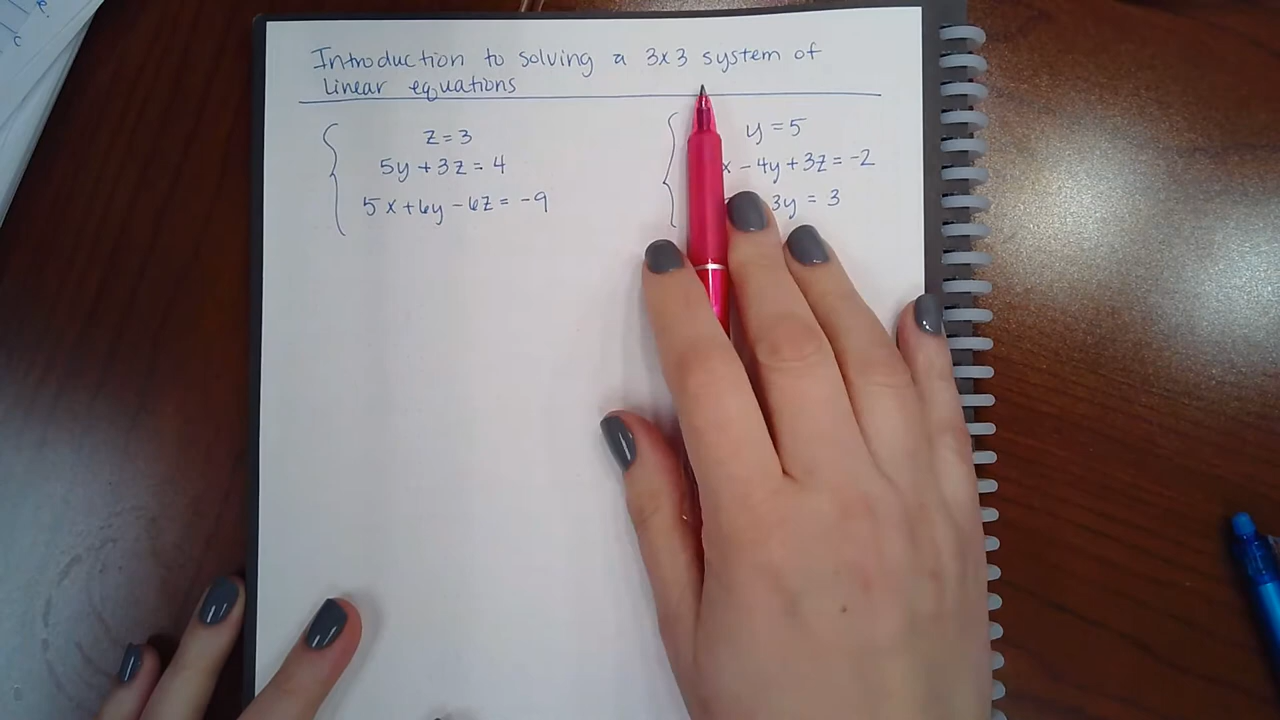 Introduction to solving a 3x3 system of
linear equations
z = 3
5y + 3z = 4
5x + 6y - 6z = -9
y = 5
x - 4y + 3z = -2
3y = 3